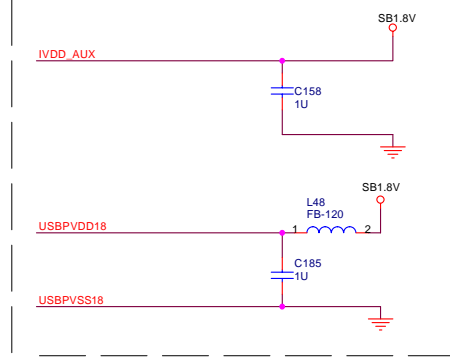 SB1.8V
IVDD_AUX
C158
1U
SB1.8V
L48
FB-120
USBPVDD18
1
2
C185
1U
USBPVSS18